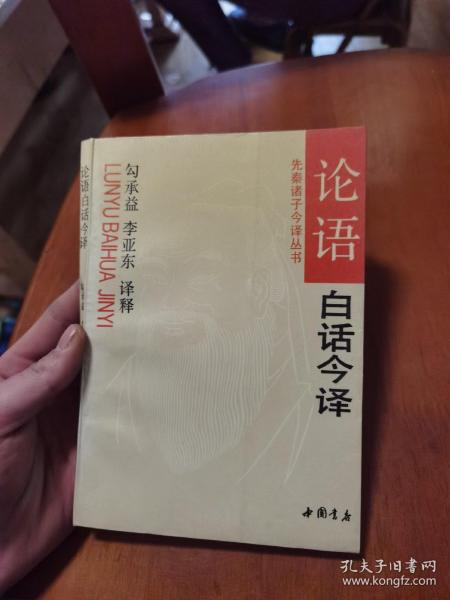 论语
白话今译
先秦诸子今译丛书
勾承益 李亚东 译释
LUNYU BAIHUA JINYI
中国书店
论语白话今译
孔夫子旧书网
www.kongfz.com